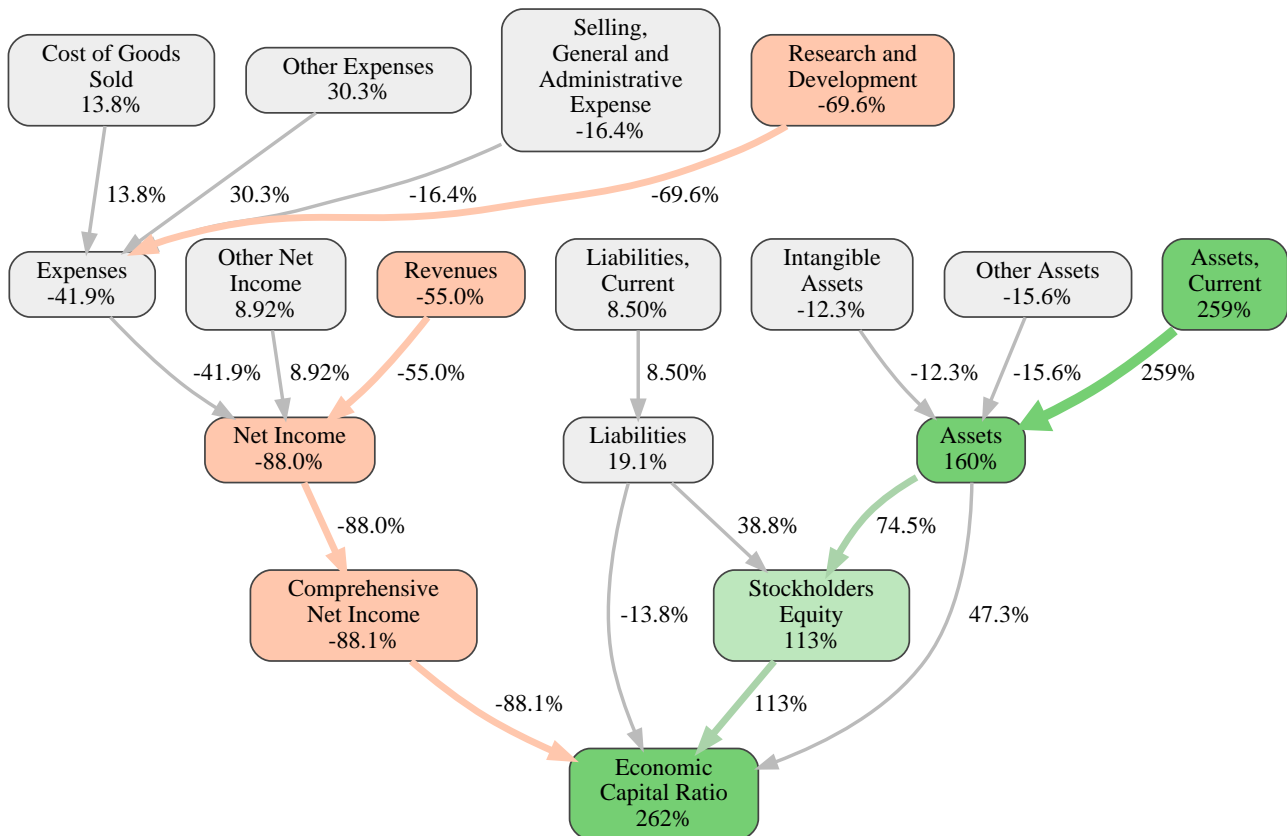 Cost of Goods
Sold
13.8%
Other Expenses
30.3%
Selling,
General and
Administrative
Expense
-16.4%
Research and
Development
-69.6%
13.8%
30.3%
-16.4%
-69.6%
Expenses
-41.9%
Other Net
Income
8.92%
Revenues
-55.0%
Liabilities,
Current
8.50%
Intangible
Assets
-12.3%
Other Assets
-15.6%
Assets,
Current
259%
-41.9%
8.92%
-55.0%
8.50%
-12.3%
-15.6%
259%
Net Income
-88.0%
Liabilities
19.1%
Assets
160%
-88.0%
38.8%
74.5%
Comprehensive
Net Income
-88.1%
-13.8%
Stockholders
Equity
113%
47.3%
-88.1%
113%
Economic
Capital Ratio
262%